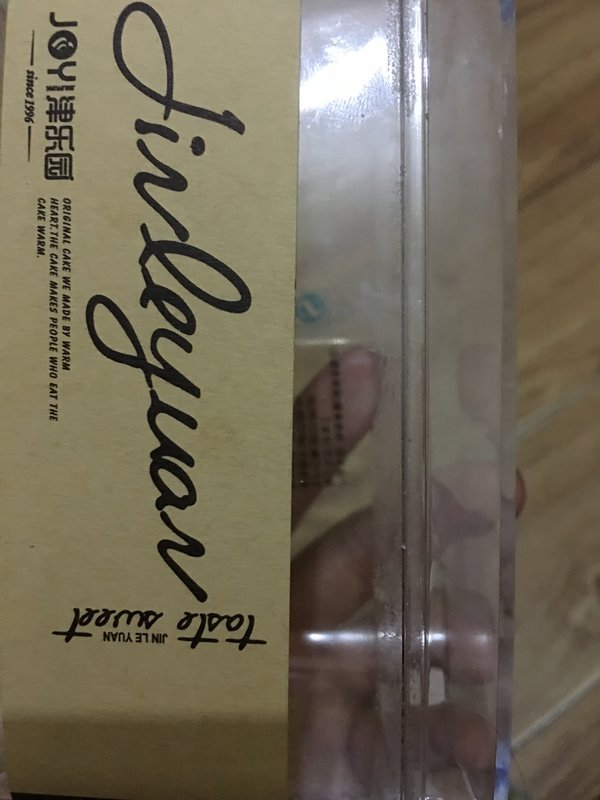 JOYI津乐园
since 1996
ORIGINAL CAKE WE MADE BY WARM
HEART.THE CAKE MAKES PEOPLE WHO EAT THE
CAKE WARM.
Jinleyuan
taste sweet
JIN LE YUAN